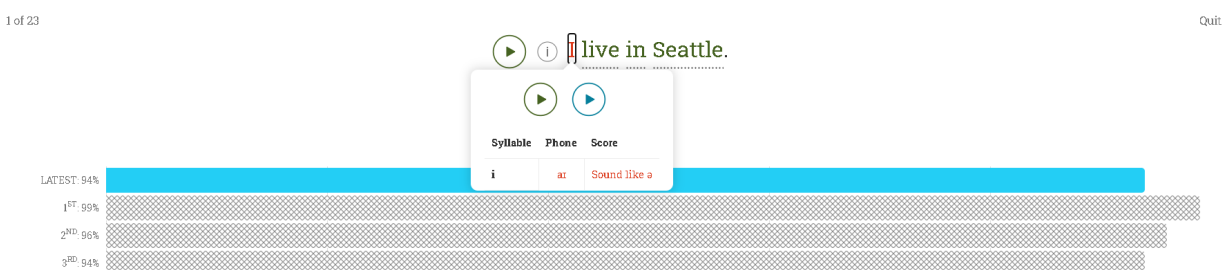 1 of 23
Quit
i I live in Seattle.
Syllable Phone Score
i aɪ Sound like ə
LATEST: 94%
1ST: 99%
2ND: 96%
3RD: 94%